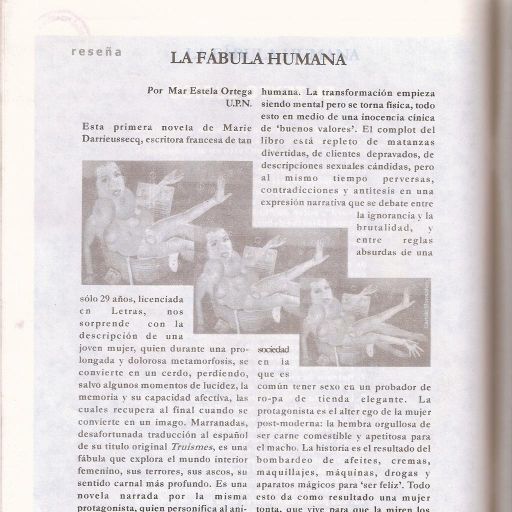 reseña
LA FÁBULA HUMANA
Por Mar Estela Ortega
U.P.N.
Esta primera novela de Marie
Darrieussecq, escritora francesa de tan
sólo 29 años, licenciada
en Letras, nos
sorprende con la
descripción de una
joven mujer, quien durante una pro-
longada y dolorosa metamorfosis, se
convierte en un cerdo, perdiendo,
salvo algunos momentos de lucidez, la
memoria y su capacidad afectiva, las
cuales recupera al final cuando se
convierte en un imago. Marranadas,
desafortunada traducción al español
de su titulo original Truismes, es una
fábula que explora el mundo interior
femenino, sus terrores, sus ascos, su
sentido carnal más profundo. Es una
novela narrada por la misma
protagonista, quien personifica al ani-
humana. La transformación empieza
siendo mental pero se torna física, todo
esto en medio de una inocencia cínica
de ‘buenos valores’. El complot del
libro está repleto de matanzas
divertidas, de clientes depravados, de
descripciones sexuales cándidas, pero
al mismo tiempo perversas,
contradicciones y antítesis en una
expresión narrativa que se debate entre
la ignorancia y la
brutalidad, y
entre reglas
absurdas de una
sociedad
en la
que es
común tener sexo en un probador de
ro-pa de tienda elegante. La
protagonista es el alter ego de la mujer
post-moderna: la hembra orgullosa de
ser carne comestible y apetitosa para
el macho. La historia es el resultado del
bombardeo de afeites, cremas,
maquillajes, máquinas, drogas y
aparatos mágicos para ‘ser feliz’. Todo
esto da como resultado una mujer
tonta, que vive para que la miren los